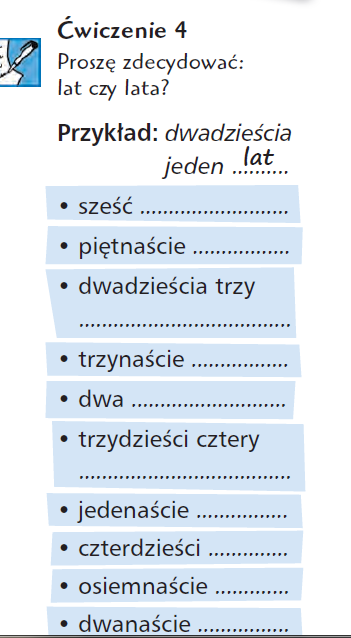 Ćwiczenie 4
Proszę zdecydować:
lat czy lata?
Przykład: dwadzieścia
jeden ..lat.....
• sześć ..........................
• piętnaście .................
• dwadzieścia trzy
.....................................
• trzynaście .................
• dwa ...........................
• trzydzieści cztery
.....................................
• jedenaście ................
• czterdzieści ..............
• osiemnaście .............
• dwanaście ................